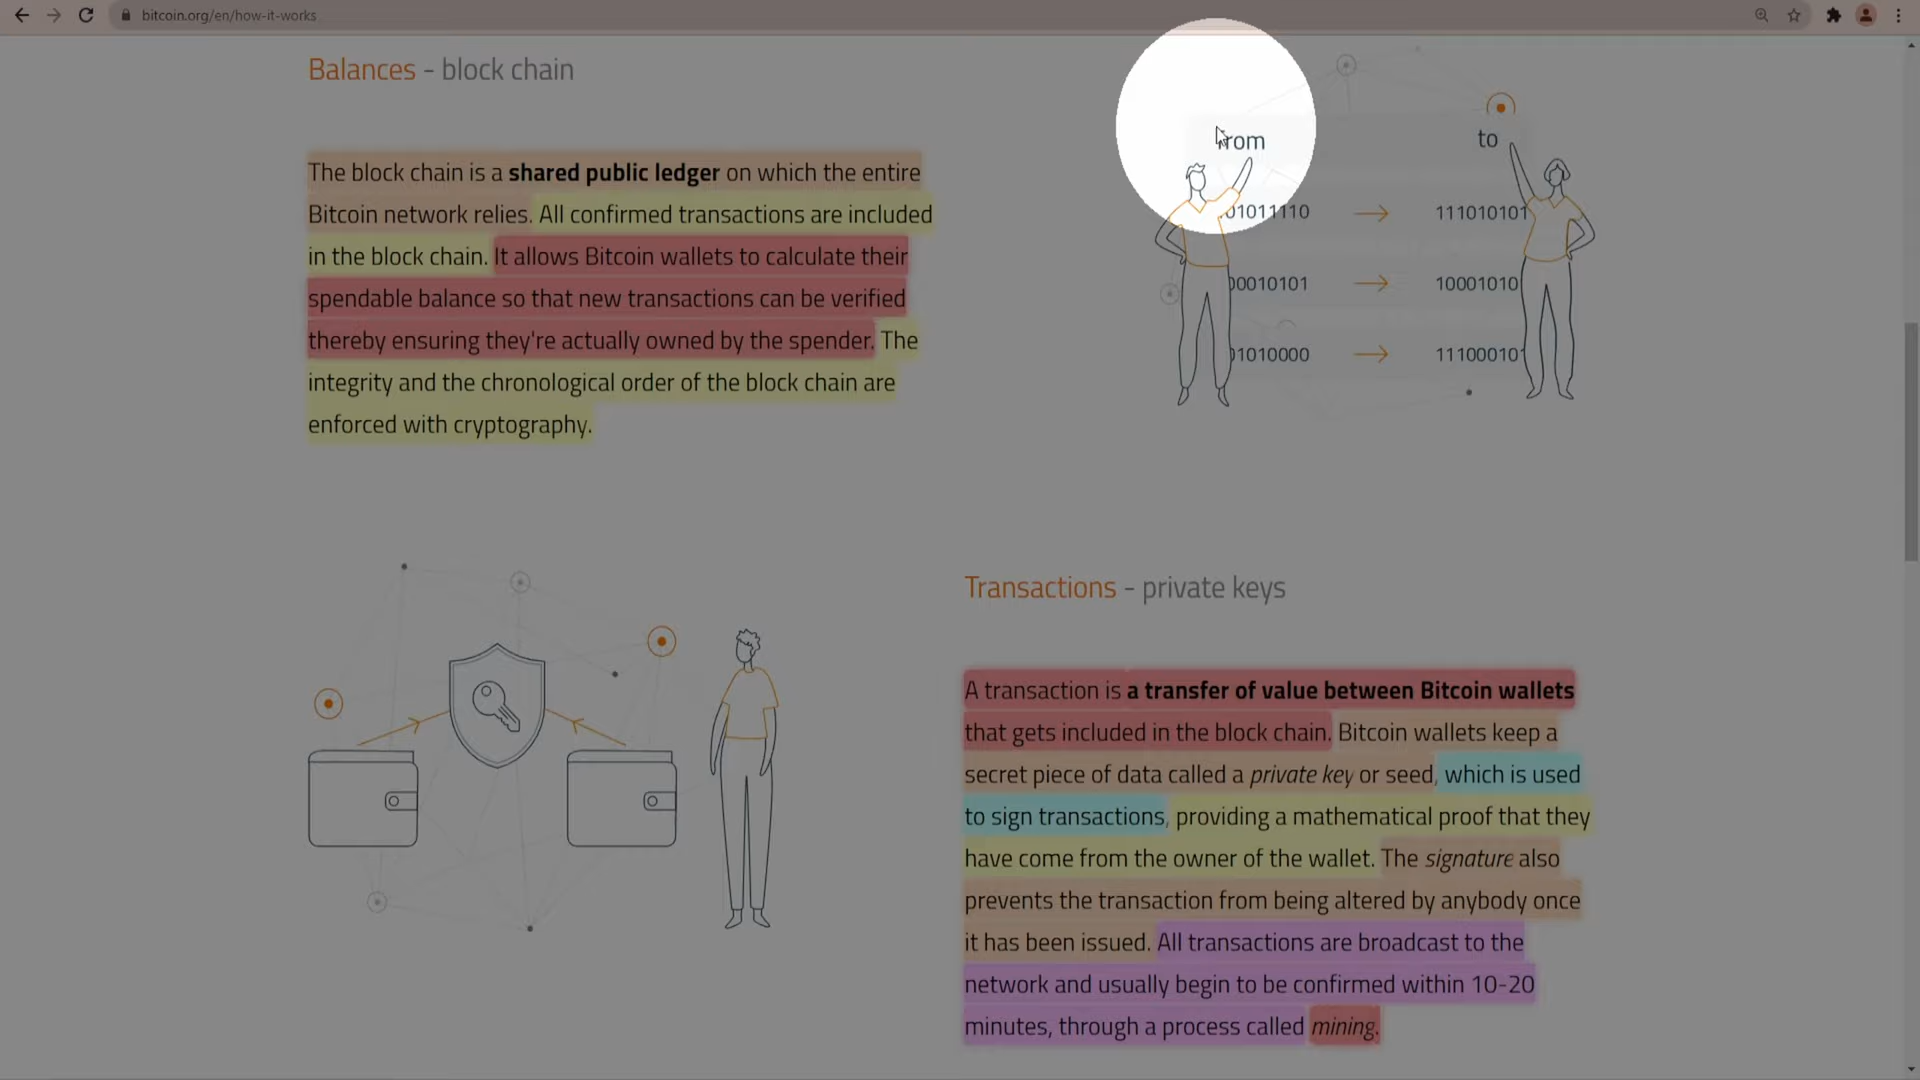 bitcoin.org/en/how-it-works
Balances - block chain
The block chain is a shared public ledger on which the entire
Bitcoin network relies. All confirmed transactions are included
in the block chain. It allows Bitcoin wallets to calculate their
spendable balance so that new transactions can be verified
thereby ensuring they're actually owned by the spender. The
integrity and the chronological order of the block chain are
enforced with cryptography.
from to
01011110 → 111010101
00010101 → 10001010
01010000 → 11100010
Transactions - private keys
A transaction is a transfer of value between Bitcoin wallets
that gets included in the block chain. Bitcoin wallets keep a
secret piece of data called a private key or seed, which is used
to sign transactions, providing a mathematical proof that they
have come from the owner of the wallet. The signature also
prevents the transaction from being altered by anybody once
it has been issued. All transactions are broadcast to the
network and usually begin to be confirmed within 10-20
minutes, through a process called mining.